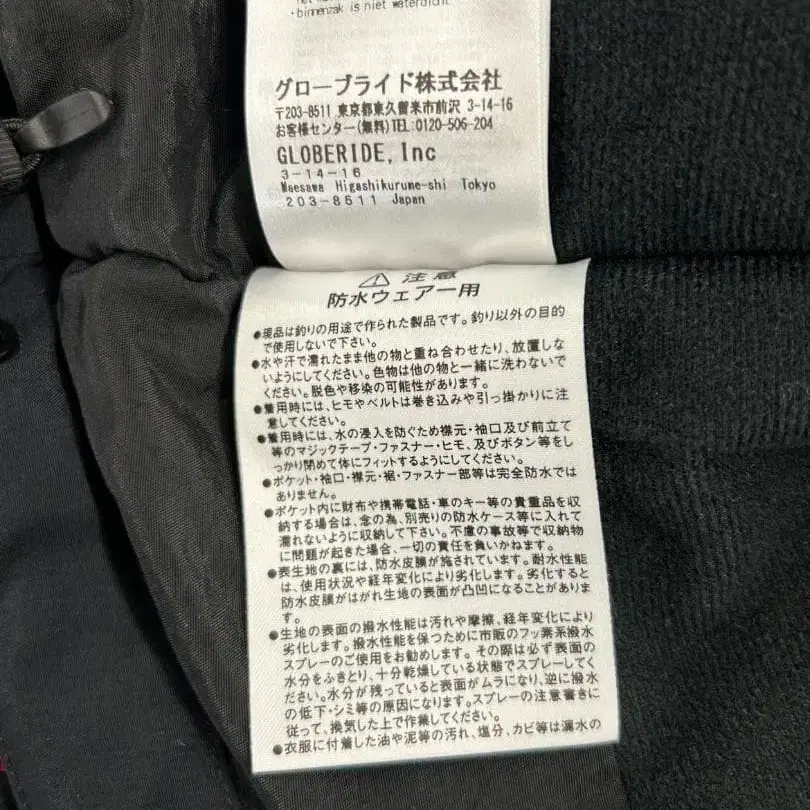 ・binnenzak is niet waterdicht
グローブライド株式会社
〒203-8511 東京都東久留米市前沢 3-14-16
お客様センター(無料)TEL:0120-506-204
GLOBERIDE, Inc
3-14-16
Maesawa Higashikurume-shi Tokyo
203-8511 Japan
⚠ 注意
防水ウェアー用
●現品は釣りの用途で作られた製品です。釣り以外の目的
で使用しないで下さい。
●水や汗で濡れたまま他の物と重ね合わせたり、放置しな
いようにしてください。色物は他の物と一緒に洗わないで
ください。脱色や移染の可能性があります。
●着用時には、ヒモやベルトは巻き込みや引っ掛かりに注
意してください。
●着用時には、水の浸入を防ぐため襟元・袖口及び前立て
等のマジックテープ・ファスナー・ヒモ、及びボタン等をし
っかり閉めて体にフィットするようにしてください。
●ポケット・袖口・襟元・裾・ファスナー部等は完全防水では
ありません。
●ポケット内に財布や携帯電話・車のキー等の貴重品を収
納する場合は、念の為、別売りの防水ケース等に入れて
濡れないように収納して下さい。不慮の事故等で収納物
に問題が起きた場合、一切の責任を負いかねます。
●表生地の裏には、防水皮膜が施されています。耐水性能
は、使用状況や経年変化により劣化します。劣化すると
防水皮膜がはがれ生地の表面が凸凹になることがありま
す。
●生地の表面の撥水性能は汚れや摩擦、経年変化により
劣化します。撥水性能を保つために市販のフッ素系撥水
スプレーのご使用をお勧めします。その際は必ず表面の
水分をふきとり、十分乾燥している状態でスプレーしてく
ださい。水分が残っていると表面がムラになり、逆に撥水
の低下・シミ等の原因になります。スプレーの注意書きに
従って、換気した上で作業してください。
●衣服に付着した油や泥等の汚れ、塩分、カビ等は漏水の